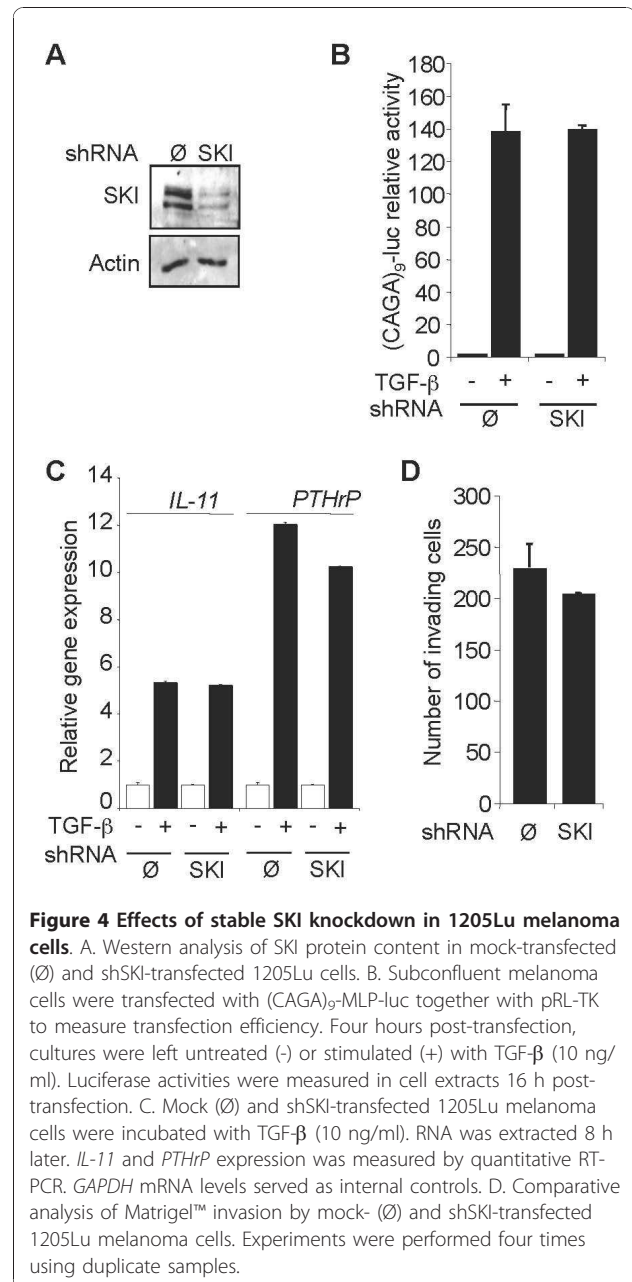 A
shRNA Ø SKI
SKI
Actin
B
(CAGA)₉-luc relative activity
180
160
140
120
100
80
60
40
20
0
TGF-β - + - +
shRNA Ø SKI
C
Relative gene expression
14
12
10
8
6
4
2
0
IL-11 PTHrP
TGF-β - + - + - + - +
shRNA Ø SKI Ø SKI
D
Number of invading cells
300
250
200
150
100
50
0
shRNA Ø SKI
Figure 4 Effects of stable SKI knockdown in 1205Lu melanoma
cells. A. Western analysis of SKI protein content in mock-transfected
(Ø) and shSKI-transfected 1205Lu cells. B. Subconfluent melanoma
cells were transfected with (CAGA)₉-MLP-luc together with pRL-TK
to measure transfection efficiency. Four hours post-transfection,
cultures were left untreated (-) or stimulated (+) with TGF-β (10 ng/
ml). Luciferase activities were measured in cell extracts 16 h post-
transfection. C. Mock (Ø) and shSKI-transfected 1205Lu melanoma
cells were incubated with TGF-β (10 ng/ml). RNA was extracted 8 h
later. IL-11 and PTHrP expression was measured by quantitative RT-
PCR. GAPDH mRNA levels served as internal controls. D. Comparative
analysis of Matrigel™ invasion by mock- (Ø) and shSKI-transfected
1205Lu melanoma cells. Experiments were performed four times
using duplicate samples.